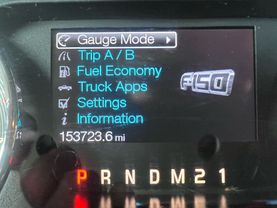 Gauge Mode
Trip A / B
Fuel Economy
Truck Apps
Settings
Information
F150
153723.6 mi
P R N D M 2 1